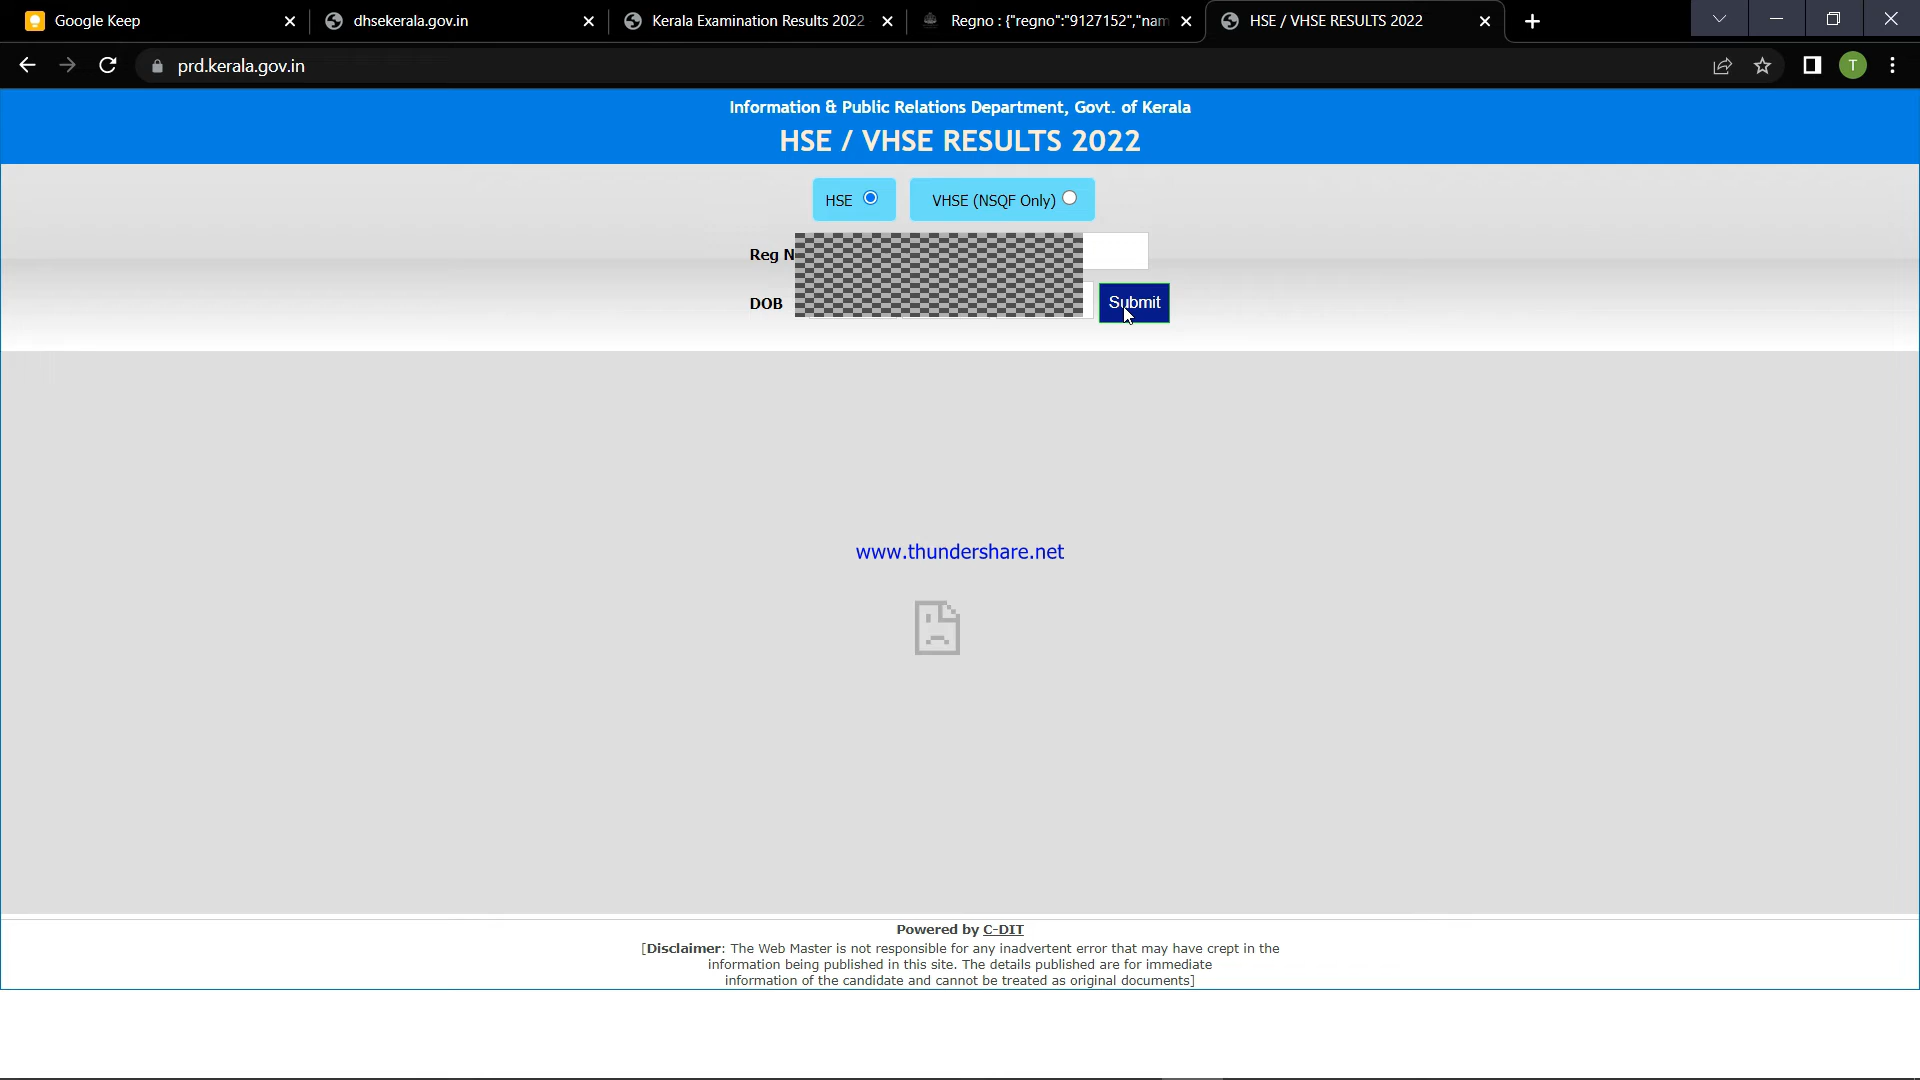 Google Keep
dhsekerala.gov.in
Kerala Examination Results 2022
Regno : {"regno":"9127152","nam
HSE / VHSE RESULTS 2022
prd.kerala.gov.in
T
Information & Public Relations Department, Govt. of Kerala
HSE / VHSE RESULTS 2022
HSE
VHSE (NSQF Only)
Reg N
DOB
Submit
www.thundershare.net
Powered by C-DIT
[Disclaimer: The Web Master is not responsible for any inadvertent error that may have crept in the
information being published in this site. The details published are for immediate
information of the candidate and cannot be treated as original documents]